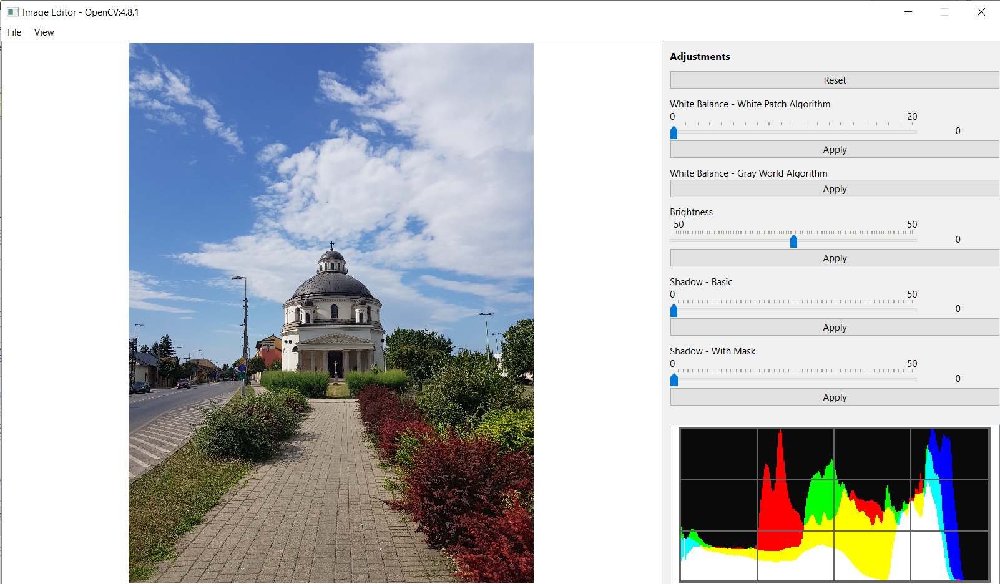 Image Editor - OpenCV:4.8.1
File View
Adjustments
Reset
White Balance - White Patch Algorithm
0 20
0
Apply
White Balance - Gray World Algorithm
Apply
Brightness
-50 50
0
Apply
Shadow - Basic
0 50
0
Apply
Shadow - With Mask
0 50
0
Apply